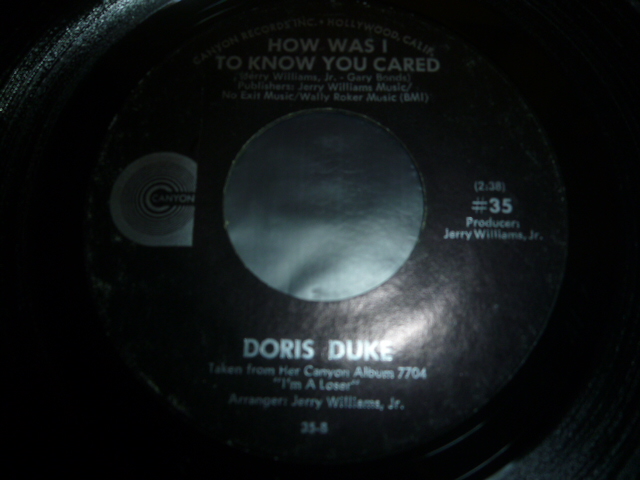 CANYON RECORDS INC. • HOLLYWOOD, CALIF.
HOW WAS I
TO KNOW YOU CARED
(Jerry Williams, Jr. - Gary Bonds)
Publishers: Jerry Williams Music/
No Exit Music/Wally Roker Music (BMI)
CANYON
(2:38)
#35
Producer:
Jerry Williams, Jr.
DORIS DUKE
Taken from Her Canyon Album 7704
"I'm A Loser"
Arranger: Jerry Williams, Jr.
35-B